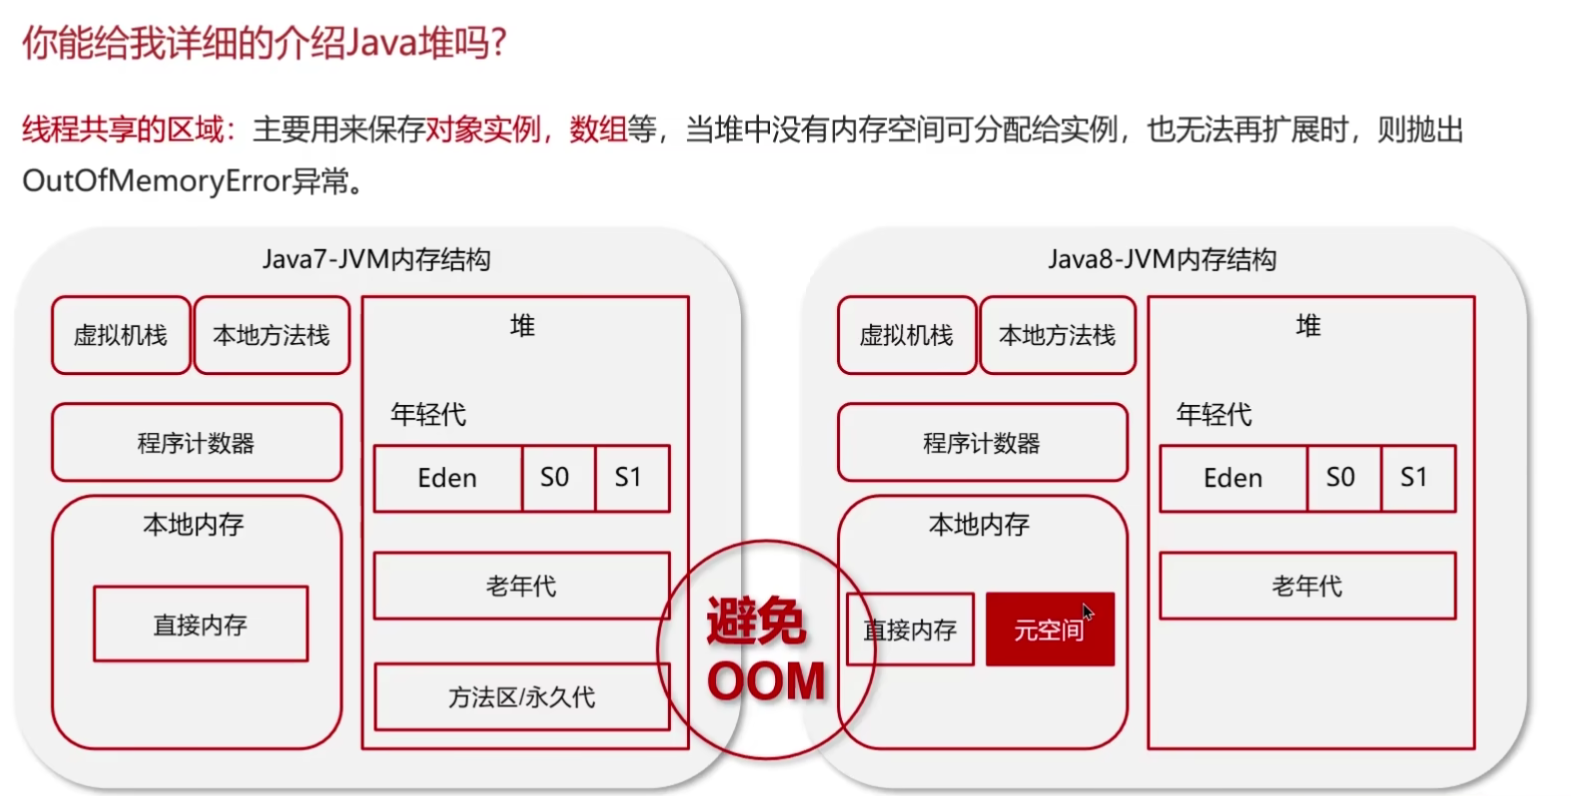 你能给我详细的介绍Java堆吗?
线程共享的区域：主要用来保存对象实例，数组等，当堆中没有内存空间可分配给实例，也无法再扩展时，则抛出
OutOfMemoryError异常。
Java7-JVM内存结构
虚拟机栈
本地方法栈
堆
年轻代
程序计数器
Eden
S0
S1
本地内存
老年代
直接内存
方法区/永久代
避免
OOM
Java8-JVM内存结构
虚拟机栈
本地方法栈
堆
年轻代
程序计数器
Eden
S0
S1
本地内存
老年代
直接内存
元空间